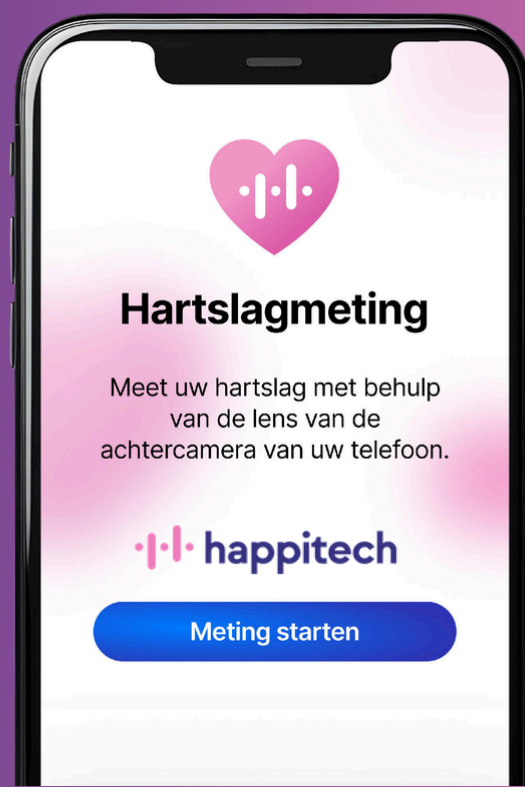 Hartslagmeting
Meet uw hartslag met behulp
van de lens van de
achtercamera van uw telefoon.
happitech
Meting starten